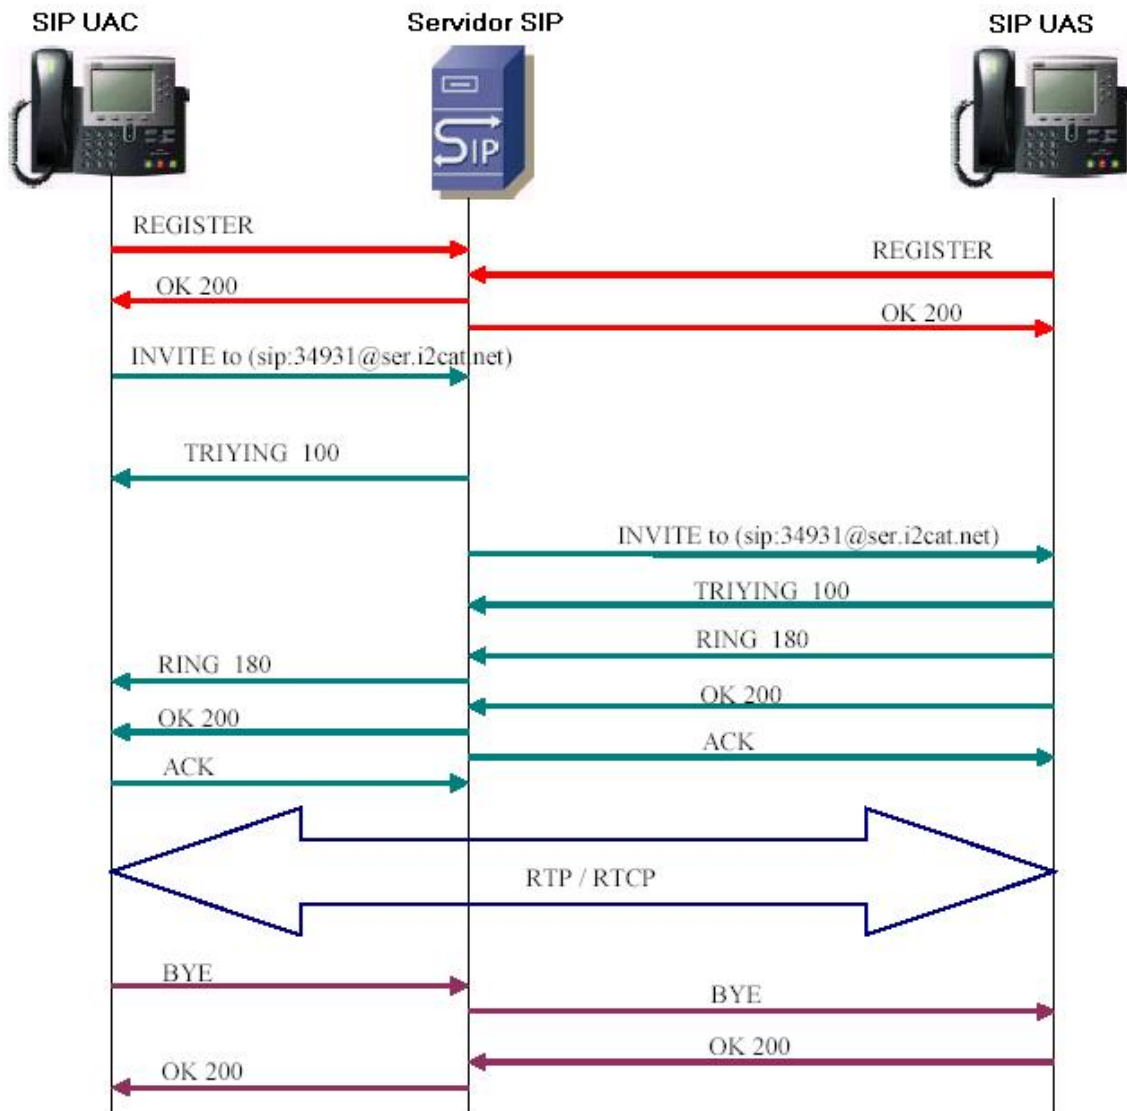 SIP UAC
Servidor SIP
SIP UAS
SIP
REGISTER
REGISTER
OK 200
OK 200
INVITE to (sip:34931@ser.i2cat.net)
TRIYING 100
INVITE to (sip:34931@ser.i2cat.net)
TRIYING 100
RING 180
RING 180
OK 200
OK 200
ACK
ACK
RTP / RTCP
BYE
BYE
OK 200
OK 200